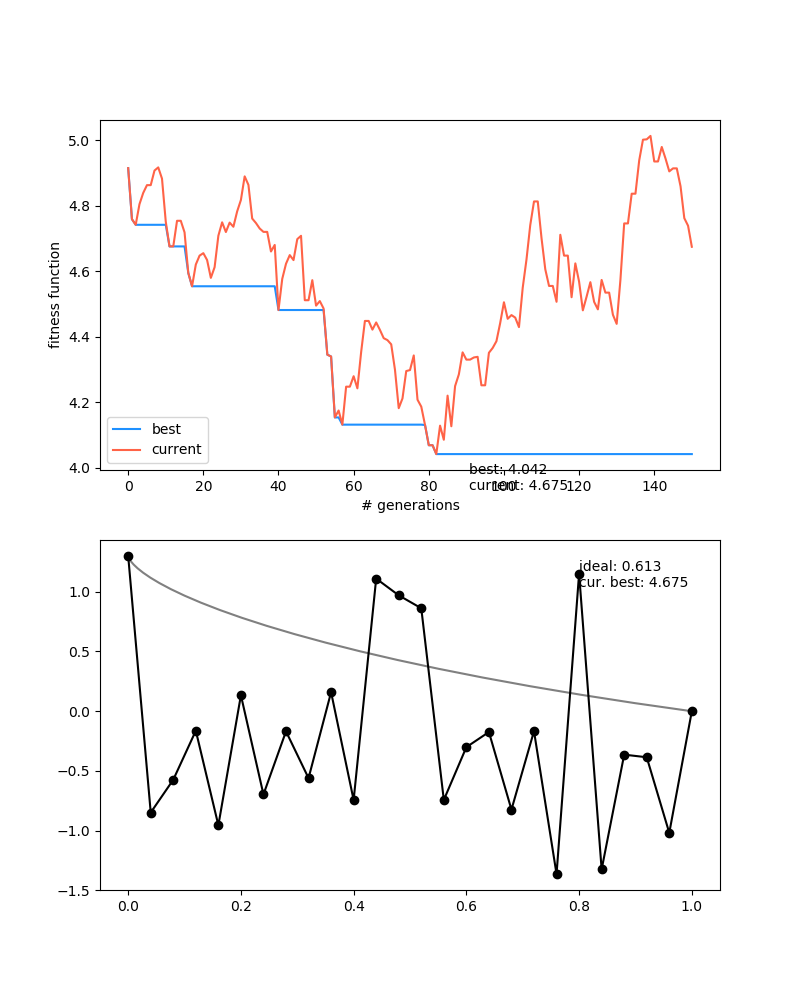 5.0
4.8
4.6
4.4
4.2
4.0
fitness function
best
current
best: 4.042
current: 4.675
0 20 40 60 80 100 120 140
# generations
ideal: 0.613
cur. best: 4.675
1.0
0.5
0.0
−0.5
−1.0
−1.5
0.0 0.2 0.4 0.6 0.8 1.0